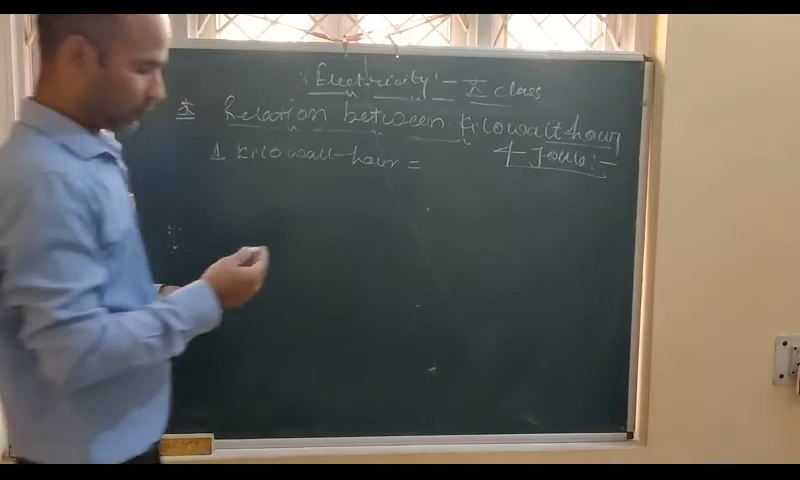 : Electricity :- X class
* Relation between kilowatt-hour
& Joule :-
1 kilowatt-hour =